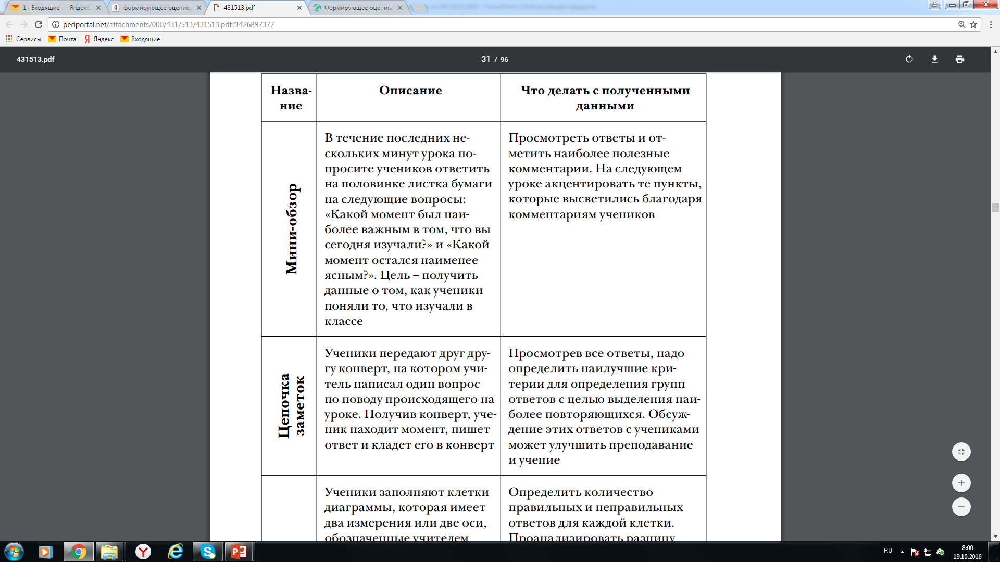 1 · Входящие — Яндекс.
формирующее оценива
431513.pdf
Формирующее оценива
pedportal.net/attachments/000/431/513/431513.pdf?1426897377
Сервисы
Почта
Яндекс
Входящие
431513.pdf
31 / 96
Назва-
ние
Описание
Что делать с полученными
данными
Мини-обзор
В течение последних не-
скольких минут урока по-
просите учеников ответить
на половинке листка бумаги
на следующие вопросы:
«Какой момент был наи-
более важным в том, что вы
сегодня изучали?» и «Какой
момент остался наименее
ясным?». Цель – получить
данные о том, как ученики
поняли то, что изучали в
классе
Просмотреть ответы и от-
метить наиболее полезные
комментарии. На следующем
уроке акцентировать те пункты,
которые высветились благодаря
комментариям учеников
Цепочка
заметок
Ученики передают друг дру-
гу конверт, на котором учи-
тель написал один вопрос
по поводу происходящего на
уроке. Получив конверт, уче-
ник находит момент, пишет
ответ и кладет его в конверт
Просмотрев все ответы, надо
определить наилучшие кри-
терии для определения групп
ответов с целью выделения наи-
более повторяющихся. Обсуж-
дение этих ответов с учениками
может улучшить преподавание
и учение
Ученики заполняют клетки
диаграммы, которая имеет
два измерения или две оси,
обозначенные учителем
Определить количество
правильных и неправильных
ответов для каждой клетки.
Проанализировать разницу
RU
8:00
19.10.2016